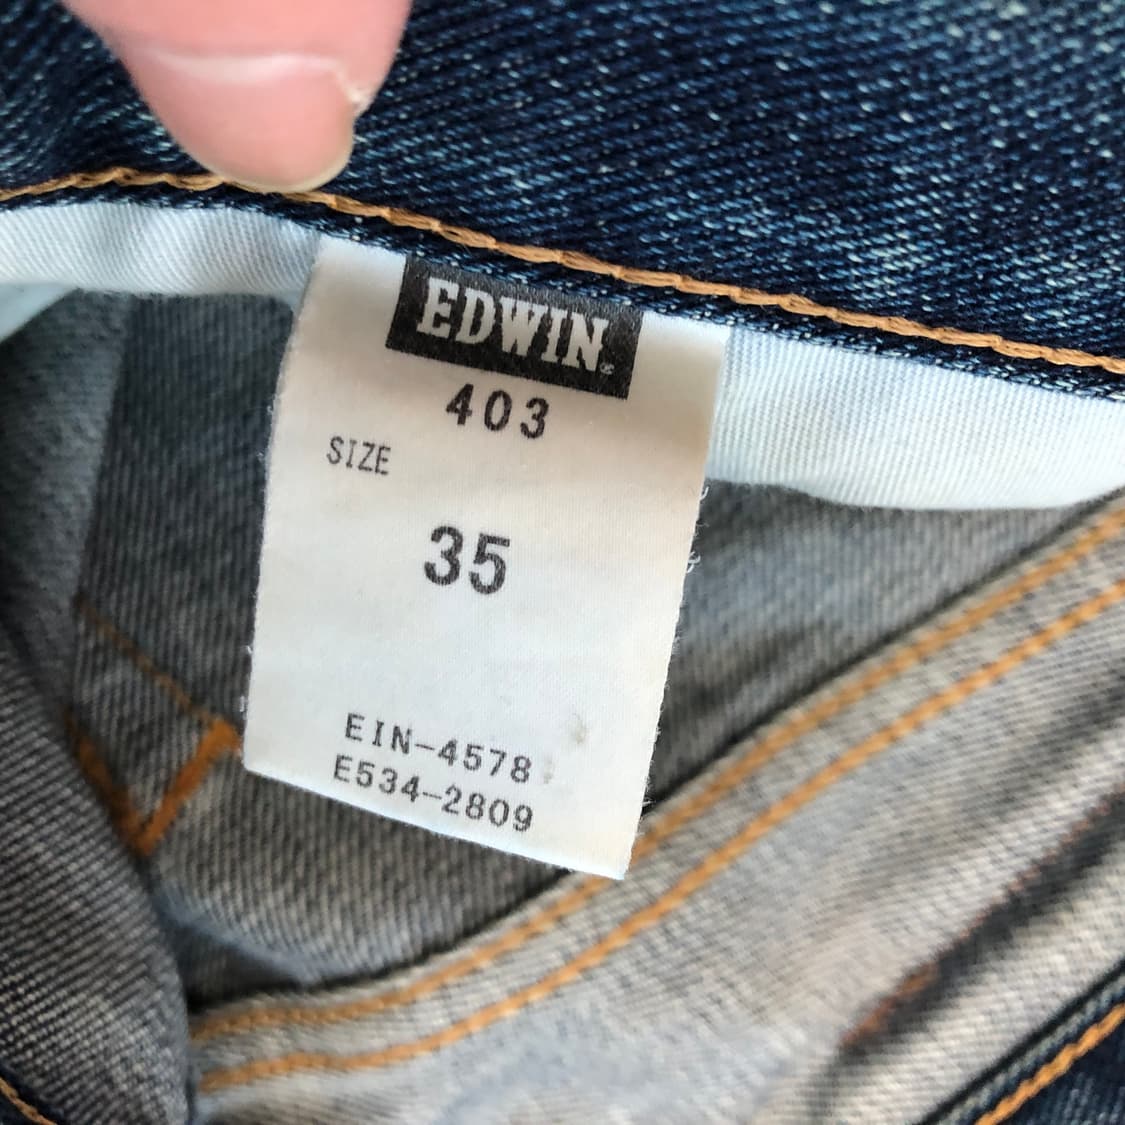 EDWIN®
403
SIZE
35
EIN-4578
E534-2809